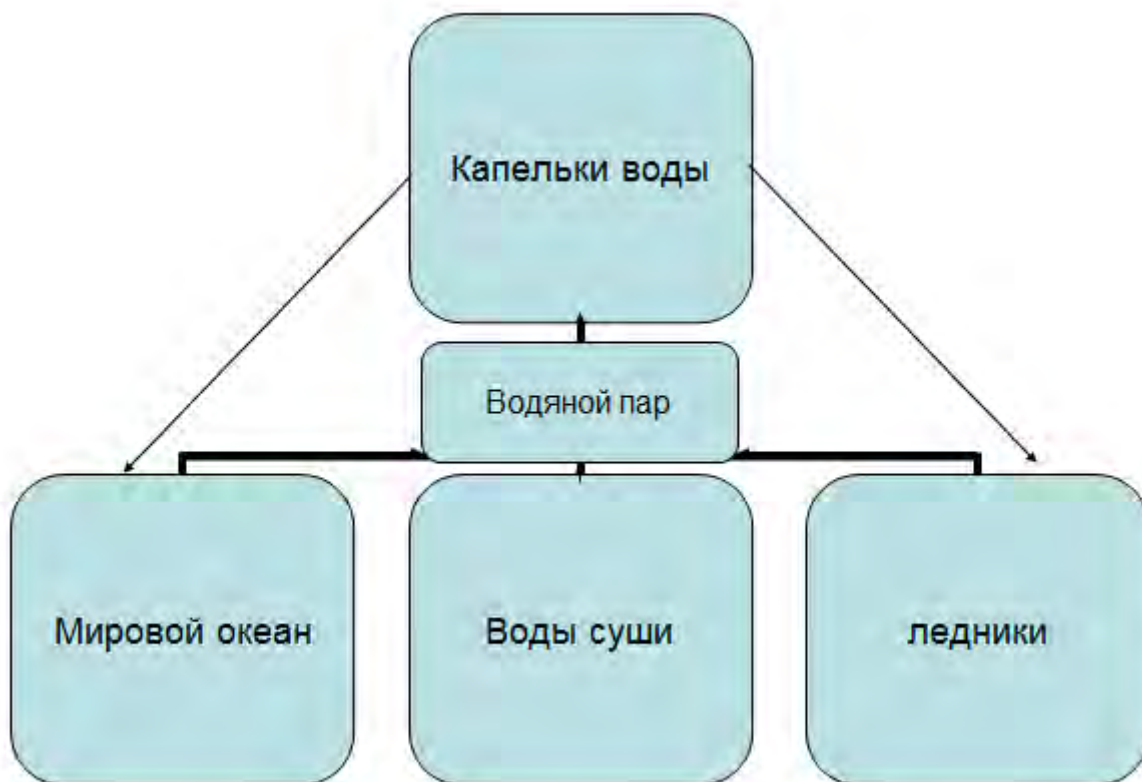 Капельки воды
Водяной пар
Мировой океан
Воды суши
ледники